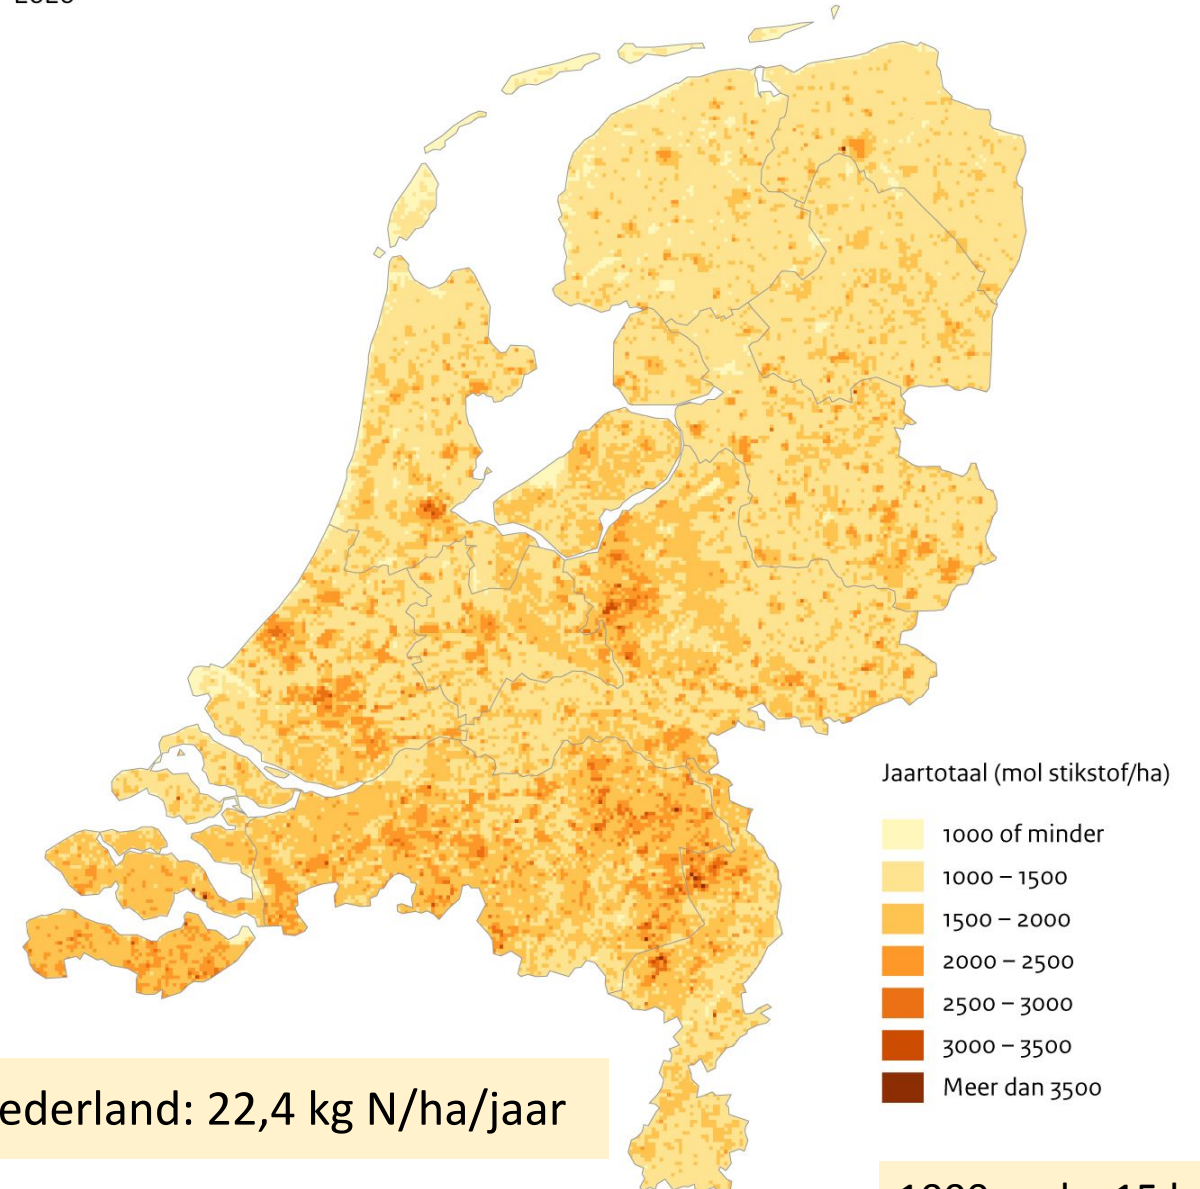 Jaartotaal (mol stikstof/ha)
1000 of minder
1000 – 1500
1500 – 2000
2000 – 2500
2500 – 3000
3000 – 3500
Meer dan 3500
ederland: 22,4 kg N/ha/jaar